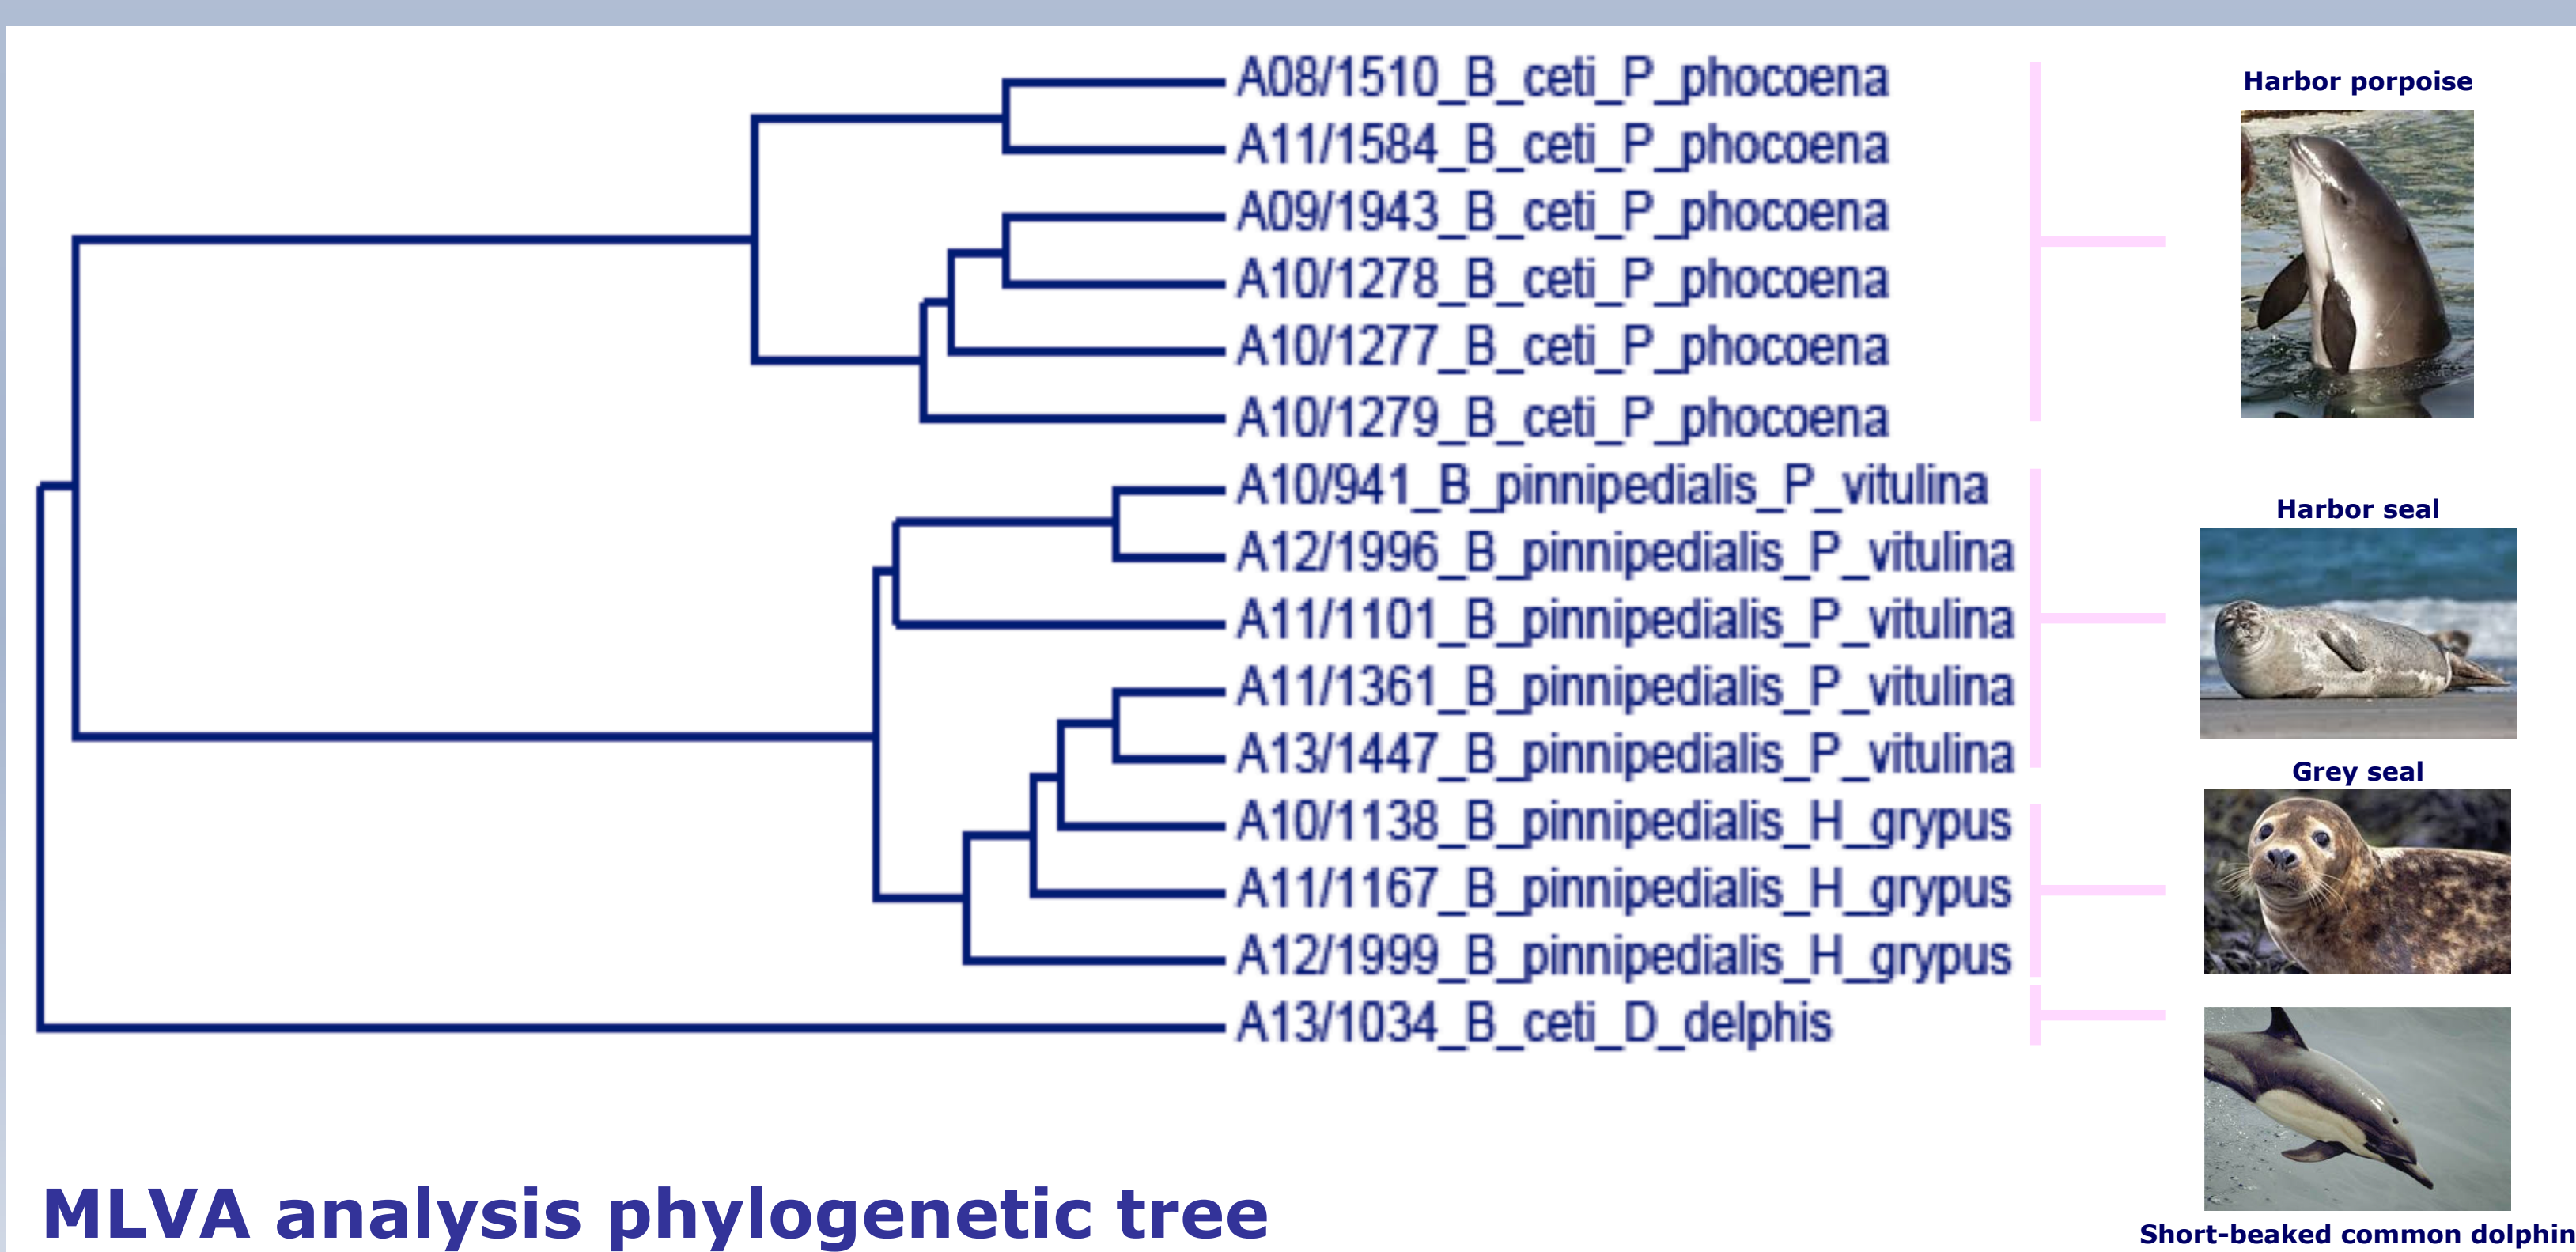 A08/1510_B_ceti_P_phocoena
A11/1584_B_ceti_P_phocoena
A09/1943_B_ceti_P_phocoena
A10/1278_B_ceti_P_phocoena
A10/1277_B_ceti_P_phocoena
A10/1279_B_ceti_P_phocoena
A10/941_B_pinnipedialis_P_vitulina
A12/1996_B_pinnipedialis_P_vitulina
A11/1101_B_pinnipedialis_P_vitulina
A11/1361_B_pinnipedialis_P_vitulina
A13/1447_B_pinnipedialis_P_vitulina
A10/1138_B_pinnipedialis_H_grypus
A11/1167_B_pinnipedialis_H_grypus
A12/1999_B_pinnipedialis_H_grypus
A13/1034_B_ceti_D_delphis
Harbor porpoise
Harbor seal
Grey seal
Short-beaked common dolphin
MLVA analysis phylogenetic tree